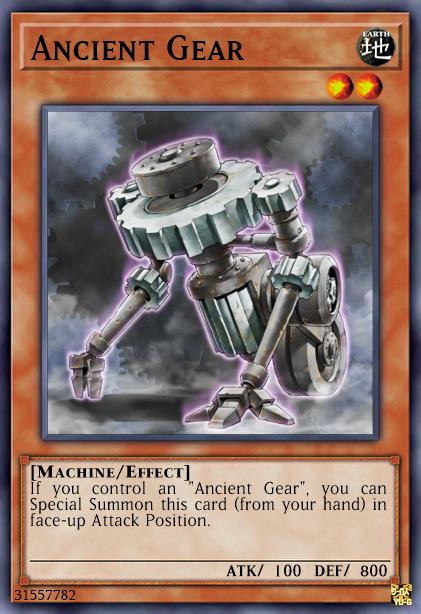 ANCIENT GEAR
EARTH
地
[MACHINE/EFFECT]
If you control an "Ancient Gear", you can
Special Summon this card (from your hand) in
face-up Attack Position.
ATK/ 100 DEF/ 800
31557782